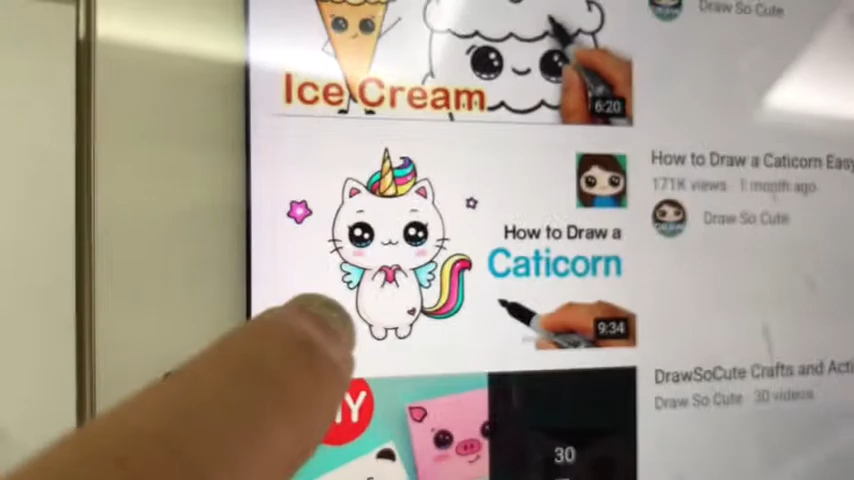 Draw So Cute
Ice Cream
6:20
How to Draw a
Caticorn
9:34
How to Draw a Caticorn Easy
171K views 1 month ago
Draw So Cute
DrawSoCute Crafts and Acti
Draw So Cute 30 videos
IY
30